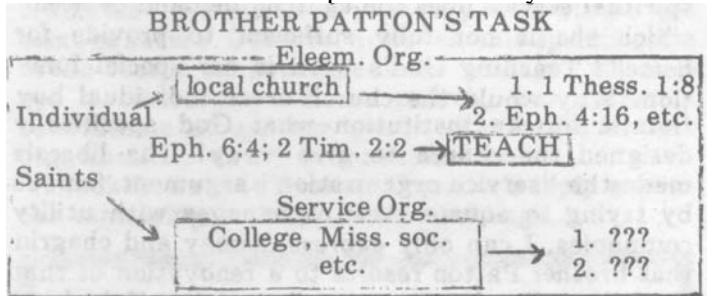 BROTHER PATTON'S TASK
Eleem. Org.
local church 1. 1 Thess. 1:8
Individual 2. Eph. 4:16, etc.
Eph. 6:4; 2 Tim. 2:2 TEACH
Saints
Service Org.
College, Miss. soc. 1. ???
etc. 2. ???